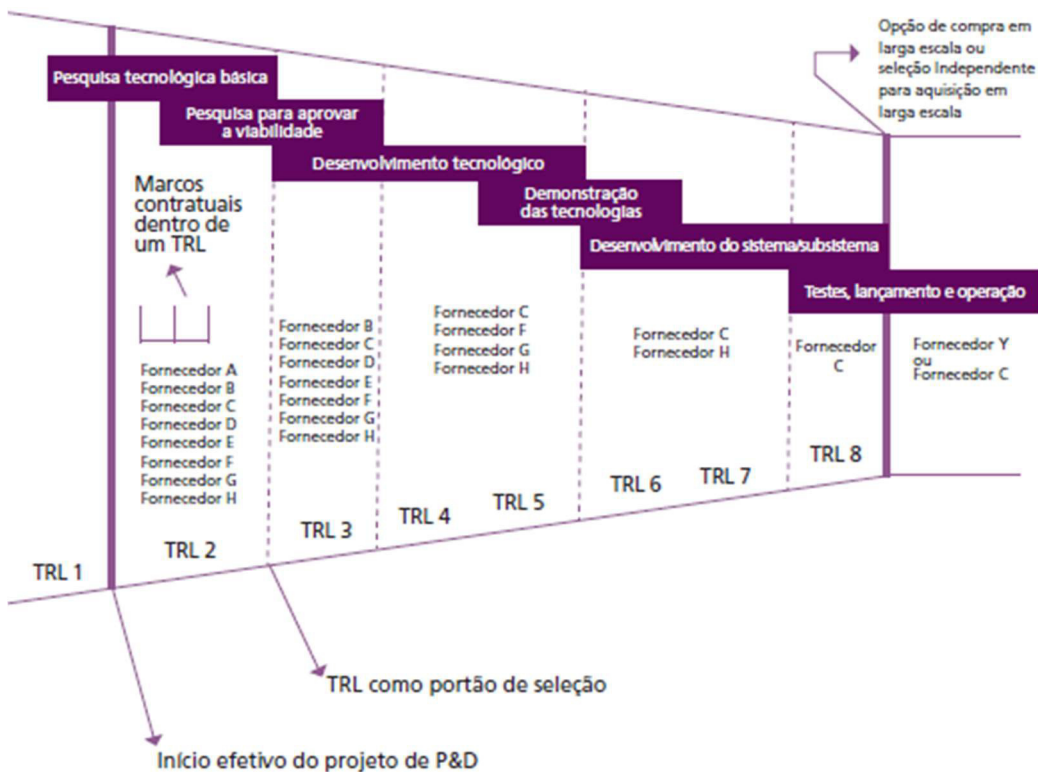 Opção de compra em
larga escala ou
seleção Independente
para aquisição em
larga escala
Pesquisa tecnológica básica
Pesquisa para aprovar
a viabilidade
Desenvolvimento tecnológico
Demonstração
das tecnologias
Desenvolvimento do sistema/subsistema
Testes, lançamento e operação
Marcos
contratuais
dentro de
um TRL
Fornecedor A
Fornecedor B
Fornecedor C
Fornecedor D
Fornecedor E
Fornecedor F
Fornecedor G
Fornecedor H
Fornecedor B
Fornecedor C
Fornecedor D
Fornecedor E
Fornecedor F
Fornecedor G
Fornecedor H
Fornecedor C
Fornecedor F
Fornecedor G
Fornecedor H
Fornecedor C
Fornecedor H
Fornecedor
C
Fornecedor Y
ou
Fornecedor C
TRL 1
TRL 2
TRL 3
TRL 4
TRL 5
TRL 6
TRL 7
TRL 8
TRL como portão de seleção
Início efetivo do projeto de P&D